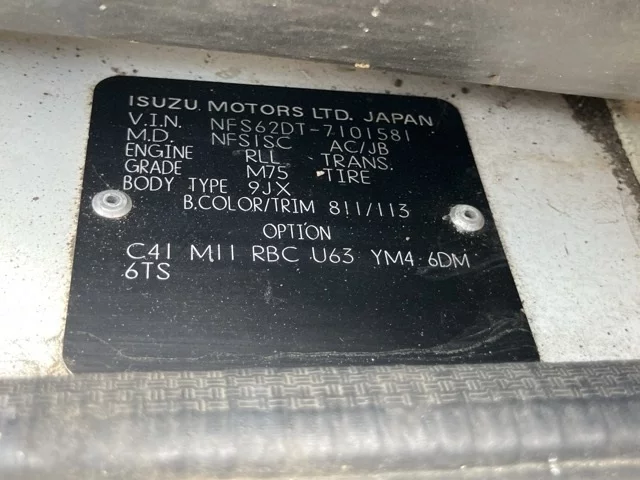 ISUZU MOTORS LTD. JAPAN
V.I.N. NFS62DT-7101581
M.D. NFS1SC AC/JB
ENGINE RLL TRANS.
GRADE M75 TIRE
BODY TYPE 9JX
B.COLOR/TRIM 811/113
OPTION
C41 M11 RBC U63 YM4 6DM
6TS